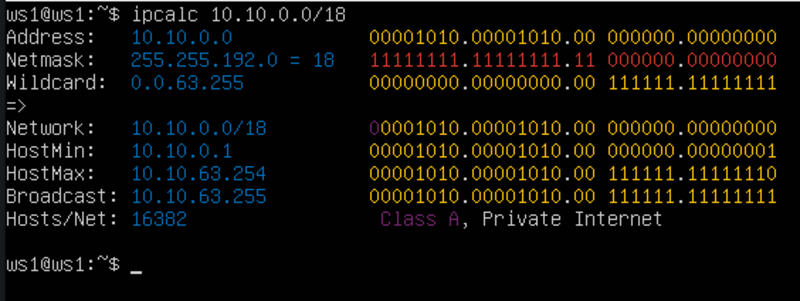 ws1@ws1:~$ ipcalc 10.10.0.0/18
Address:   10.10.0.0            00001010.00001010.00 000000.00000000
Netmask:   255.255.192.0 = 18   11111111.11111111.11 000000.00000000
Wildcard:  0.0.63.255           00000000.00000000.00 111111.11111111
=>
Network:   10.10.0.0/18         00001010.00001010.00 000000.00000000
HostMin:   10.10.0.1            00001010.00001010.00 000000.00000001
HostMax:   10.10.63.254         00001010.00001010.00 111111.11111110
Broadcast: 10.10.63.255         00001010.00001010.00 111111.11111111
Hosts/Net: 16382                 Class A, Private Internet
ws1@ws1:~$ _